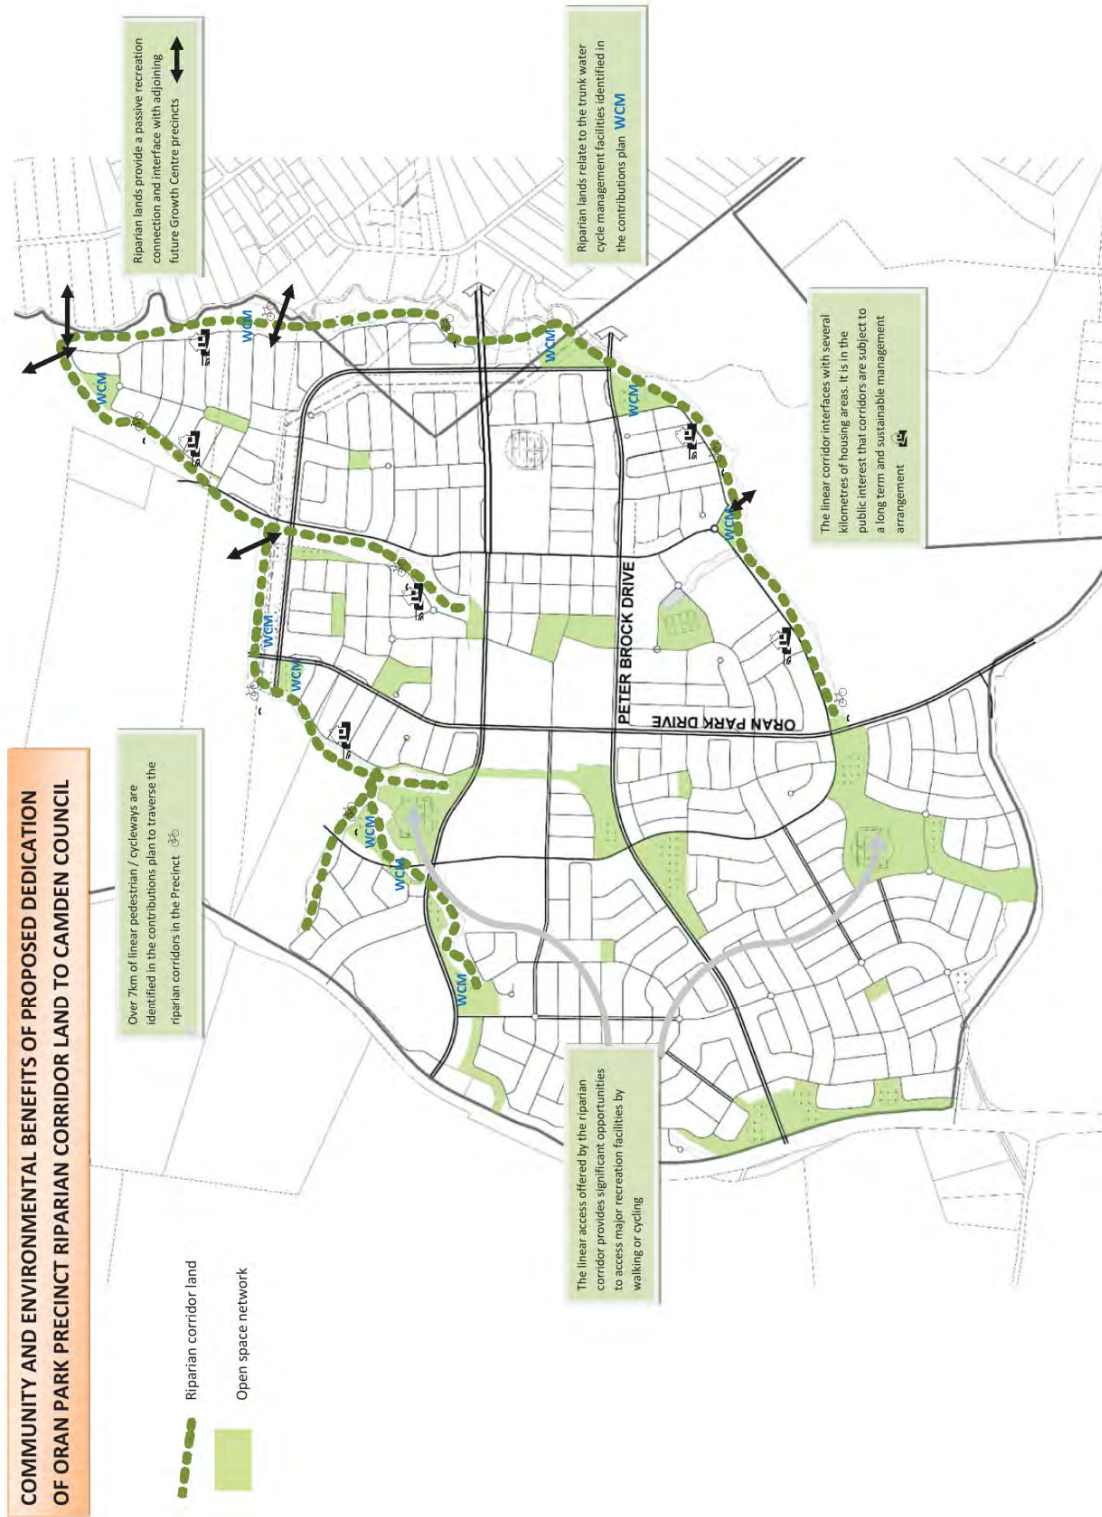 COMMUNITY AND ENVIRONMENTAL BENEFITS OF PROPOSED DEDICATION
OF ORAN PARK PRECINCT RIPARIAN CORRIDOR LAND TO CAMDEN COUNCIL
Riparian corridor land
Open space network
Over 7km of linear pedestrian / cycleways are
identified in the contributions plan to traverse the
riparian corridors in the Precinct
Riparian lands provide a passive recreation
connection and interface with adjoining
future Growth Centre precincts
The linear access offered by the riparian
corridor provides significant opportunities
to access major recreation facilities by
walking or cycling
Riparian lands relate to the trunk water
cycle management facilities identified in
the contributions plan WCM
The linear corridor interfaces with several
kilometres of housing areas. It is in the
public interest that corridors are subject to
a long term and sustainable management
arrangement
WCM
WCM
WCM
WCM
WCM
WCM
WCM
WCM
WCM
WCM
PETER BROCK DRIVE
ORAN PARK DRIVE